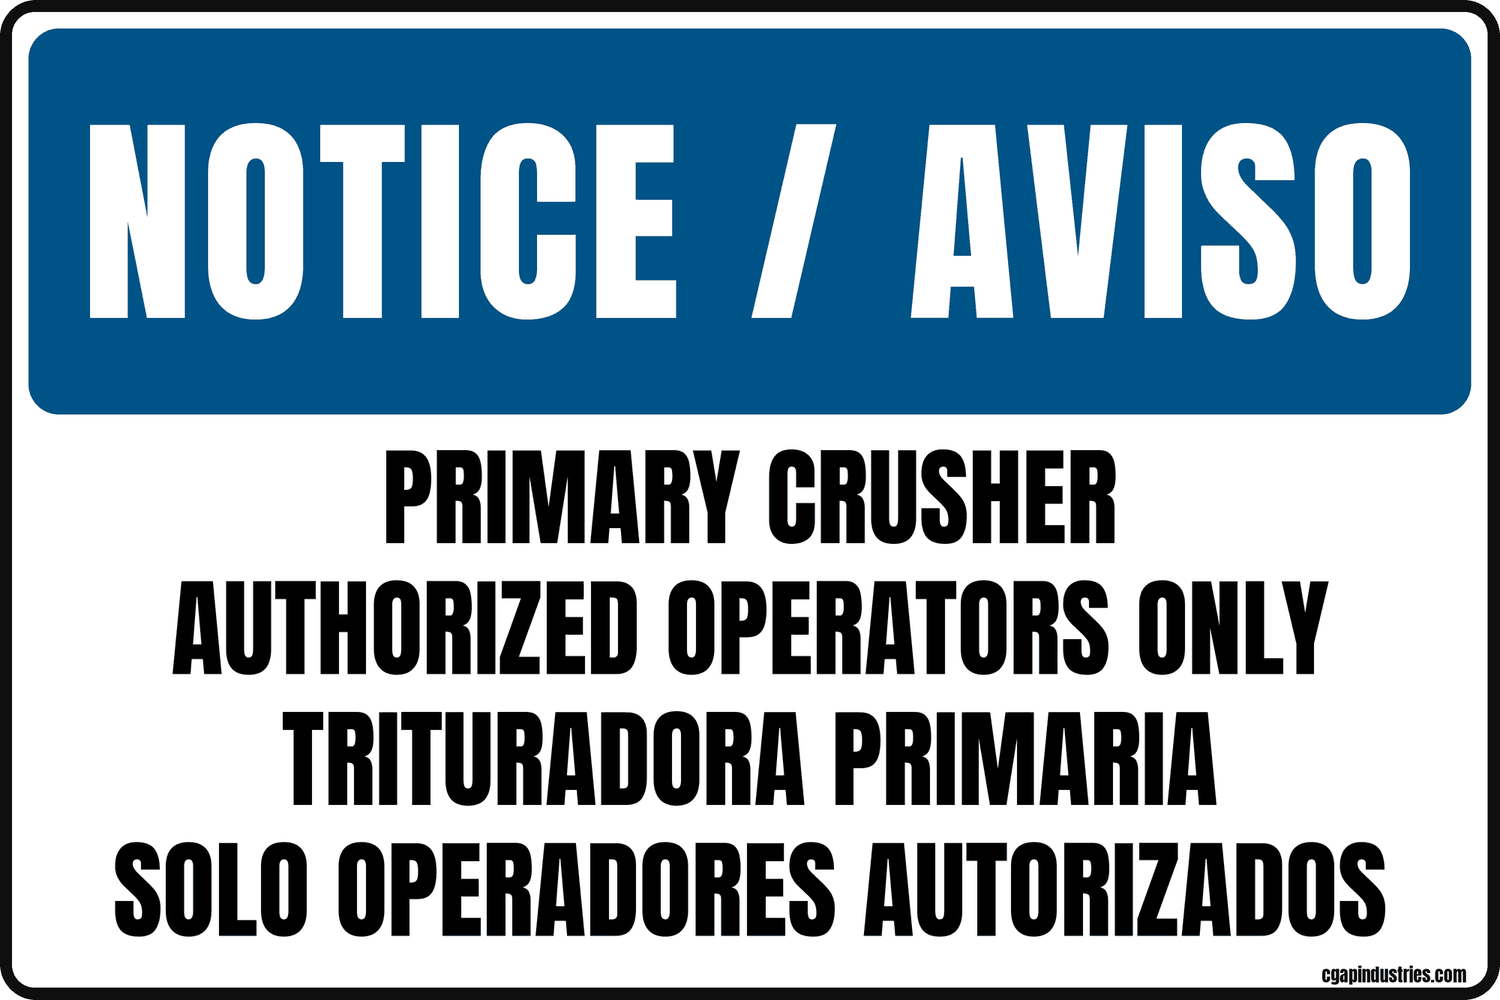 NOTICE / AVISO
PRIMARY CRUSHER
AUTHORIZED OPERATORS ONLY
TRITURADORA PRIMARIA
SOLO OPERADORES AUTORIZADOS
cgapindustries.com